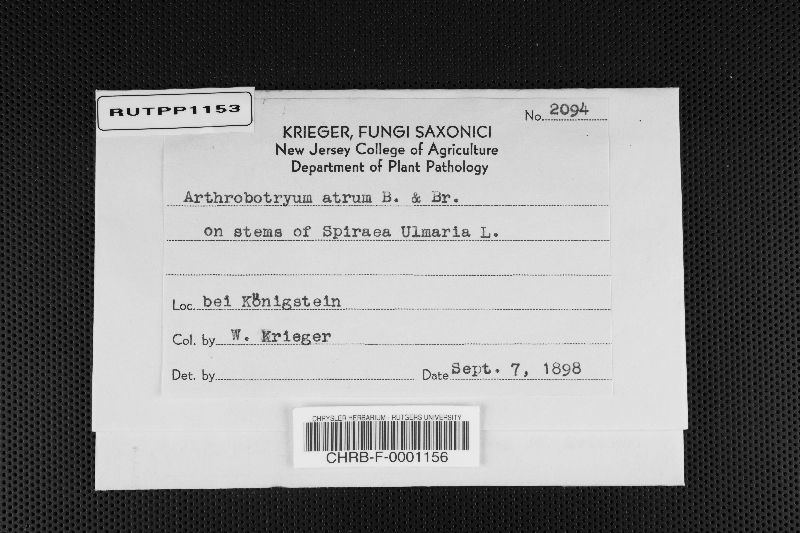 RUTPP1153
No. 2094
KRIEGER, FUNGI SAXONICI
New Jersey College of Agriculture
Department of Plant Pathology
Arthrobotryum atrum B. & Br.
on stems of Spiraea Ulmaria L.
Loc. bei Königstein
Col. by W. Krieger
Det. by
Date Sept. 7, 1898
CHRYSLER HERBARIUM - RUTGERS UNIVERSITY
CHRB-F-0001156